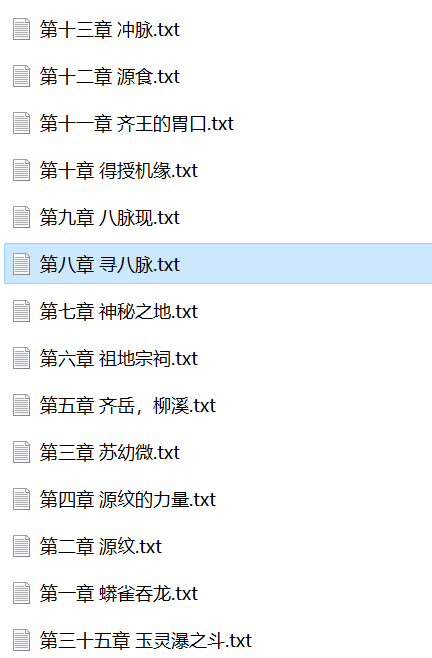 第十三章 冲脉.txt
第十二章 源食.txt
第十一章 齐王的胃口.txt
第十章 得授机缘.txt
第九章 八脉现.txt
第八章 寻八脉.txt
第七章 神秘之地.txt
第六章 祖地宗祠.txt
第五章 齐岳，柳溪.txt
第三章 苏幼微.txt
第四章 源纹的力量.txt
第二章 源纹.txt
第一章 蟒雀吞龙.txt
第三十五章 玉灵瀑之斗.txt